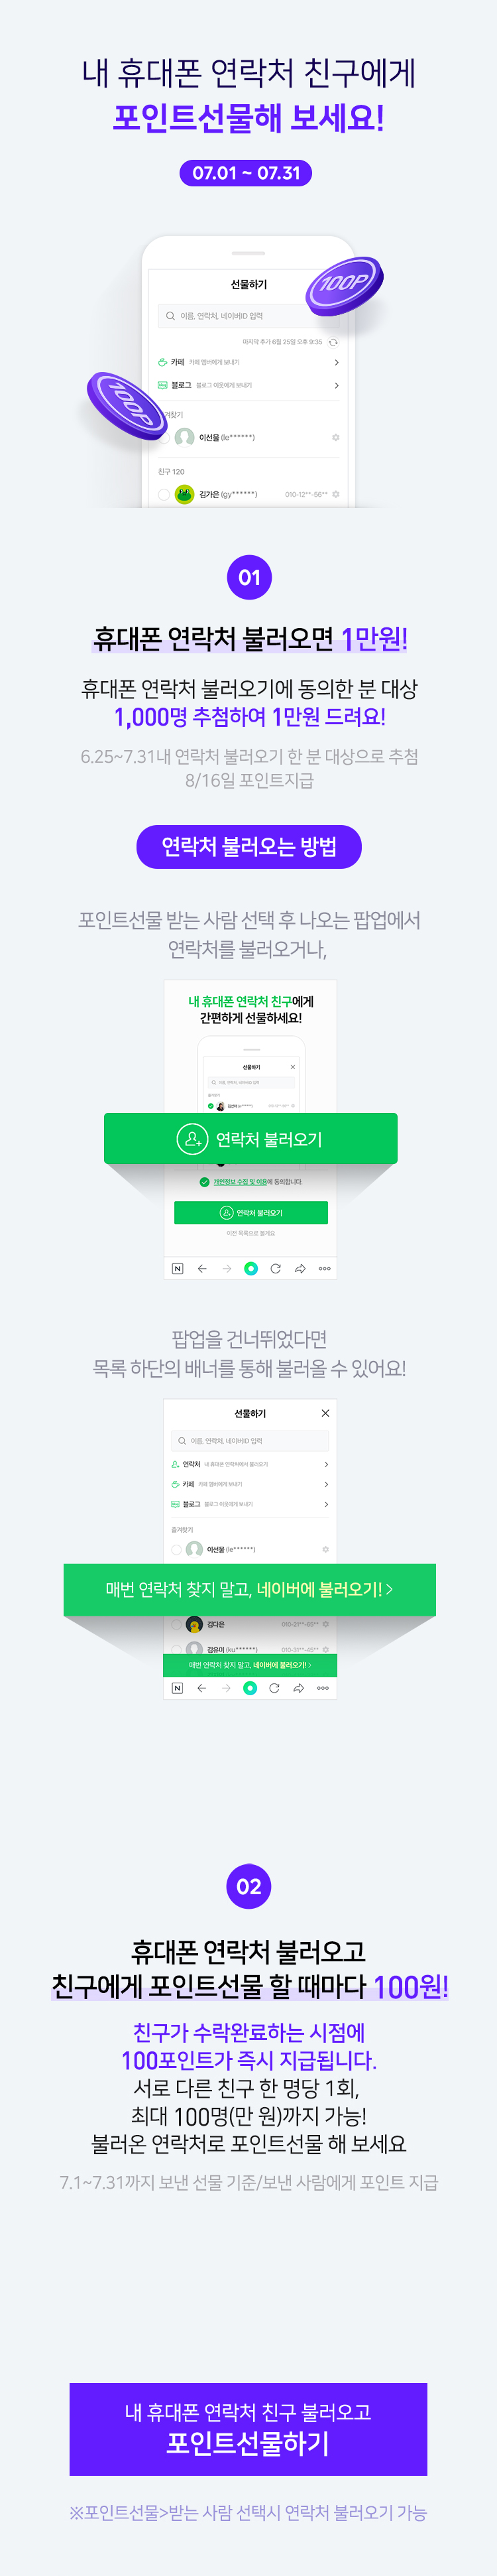 내 휴대폰 연락처 친구에게
포인트선물해 보세요!
07.01 ~ 07.31
선물하기
100P
이름, 연락처, 네이버ID 입력
마지막 추가 6월 25일 오후 9:35
카페 카페 멤버에게 보내기
블로그 블로그 이웃에게 보내기
100P
겨찾기
이선물 (le******)
친구 120
김가은 (gy******) 010-12**-56**
01
휴대폰 연락처 불러오면 1만원!
휴대폰 연락처 불러오기에 동의한 분 대상
1,000명 추첨하여 1만원 드려요!
6.25~7.31내 연락처 불러오기 한 분 대상으로 추첨
8/16일 포인트지급
연락처 불러오는 방법
포인트선물 받는 사람 선택 후 나오는 팝업에서
연락처를 불러오거나,
내 휴대폰 연락처 친구에게
간편하게 선물하세요!
선물하기
이름, 연락처, 네이버ID 입력
즐겨찾기
연락처 불러오기
개인정보 수집 및 이용에 동의합니다.
연락처 불러오기
이전 목록으로 볼게요
N
팝업을 건너뛰었다면
목록 하단의 배너를 통해 불러올 수 있어요!
선물하기
이름, 연락처, 네이버ID 입력
연락처 내 휴대폰 연락처에서 불러오기
카페 카페 멤버에게 보내기
블로그 블로그 이웃에게 보내기
즐겨찾기
이선물 (le******)
매번 연락처 찾지 말고, 네이버에 불러오기!
김다은 010-21**-65**
김유미 (ku******) 010-31**-45**
매번 연락처 찾지 말고, 네이버에 불러오기!
N
02
휴대폰 연락처 불러오고
친구에게 포인트선물 할 때마다 100원!
친구가 수락완료하는 시점에
100포인트가 즉시 지급됩니다.
서로 다른 친구 한 명당 1회,
최대 100명(만 원)까지 가능!
불러온 연락처로 포인트선물 해 보세요
7.1~7.31까지 보낸 선물 기준/보낸 사람에게 포인트 지급
내 휴대폰 연락처 친구 불러오고
포인트선물하기
※포인트선물>받는 사람 선택시 연락처 불러오기 가능